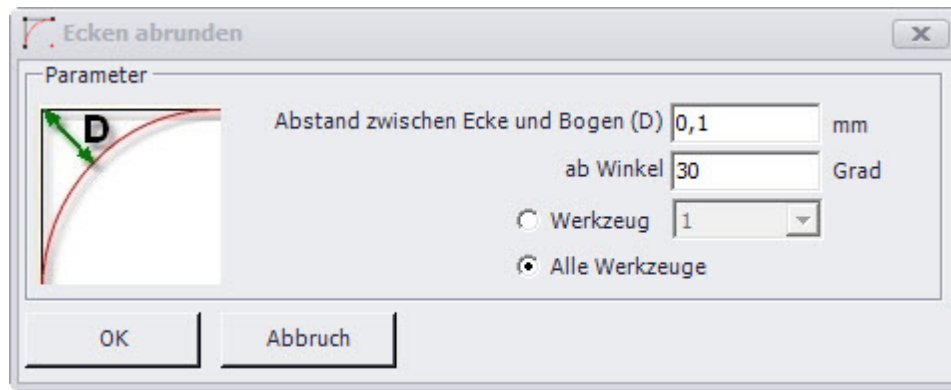 Ecken abrunden
Parameter
D
Abstand zwischen Ecke und Bogen (D) 0,1 mm
ab Winkel 30 Grad
Werkzeug 1
Alle Werkzeuge
OK Abbruch